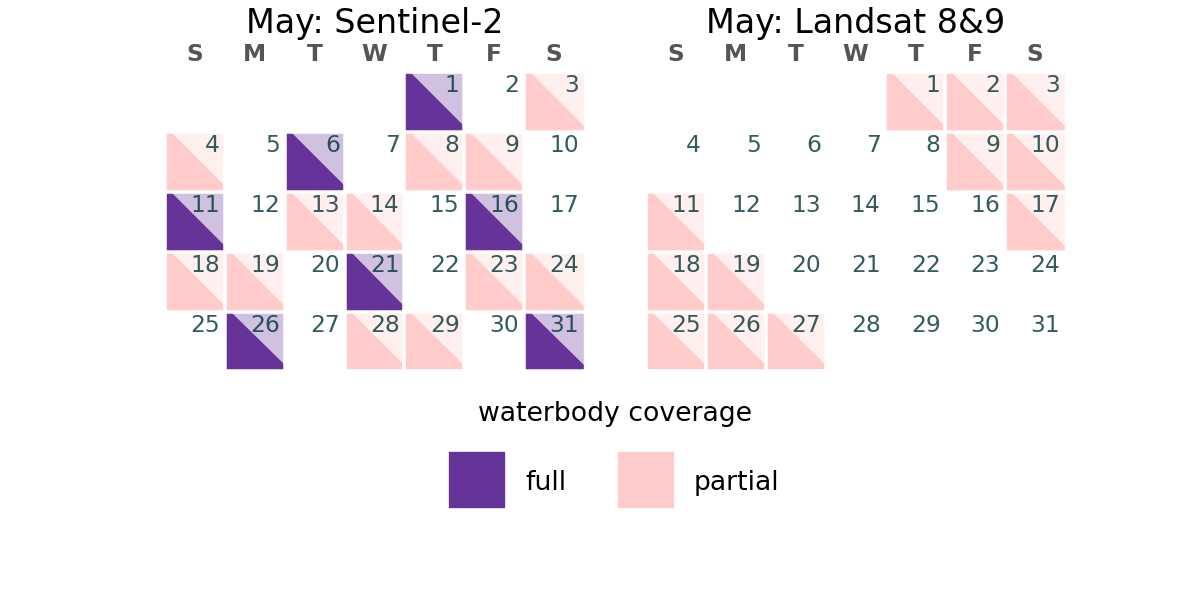 May: Sentinel-2
S M T W T F S
1 2 3
4 5 6 7 8 9 10
11 12 13 14 15 16 17
18 19 20 21 22 23 24
25 26 27 28 29 30 31
May: Landsat 8&9
S M T W T F S
1 2 3
4 5 6 7 8 9 10
11 12 13 14 15 16 17
18 19 20 21 22 23 24
25 26 27 28 29 30 31
waterbody coverage
full partial